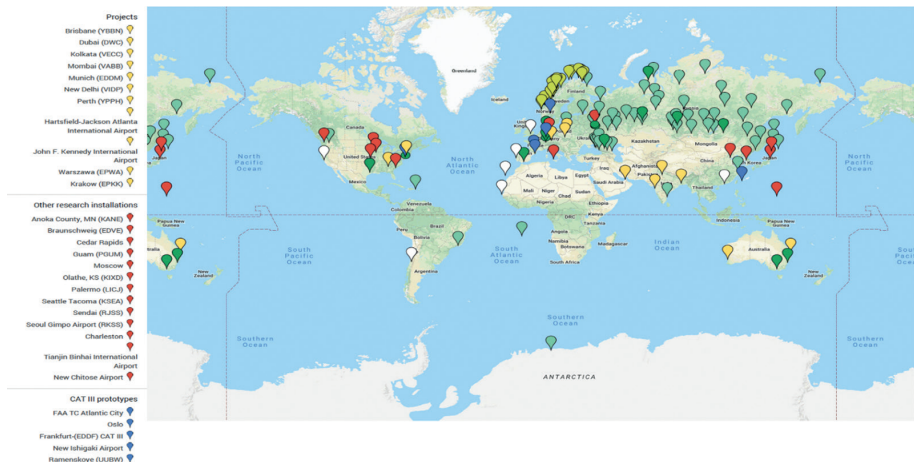 Projects
Brisbane (YBBN)
Dubai (DWC)
Kolkata (VECC)
Mombai (VABB)
Munich (EDDM)
New Delhi (VIDP)
Perth (YPPH)
Hartsfield-Jackson Atlanta
International Airport
John F. Kennedy International
Airport
Warszawa (EPWA)
Krakow (EPKK)
Other research installations
Anoka County, MN (KANE)
Braunschweig (EDVE)
Cedar Rapids
Guam (PGUM)
Moscow
Olathe, KS (KIXD)
Palermo (LICJ)
Seattle Tacoma (KSEA)
Sendai (RJSS)
Seoul Gimpo Airport (RKSS)
Charleston
Tianjin Binhai International
Airport
New Chitose Airport
CAT III prototypes
FAA TC Atlantic City
Oslo
Frankfurt-(EDDF) CAT III
New Ishigaki Airport
Ramenskoye (UUBW)
Greenland
Iceland
Finland
Sweden
Norway
Canada
United States
Mexico
Kazakhstan
Mongolia
China
Japan
Turkey
Afghanistan
Pakistan
Iraq
Saudi Arabia
Algeria
Libya
Egypt
Mali
Niger
Sudan
Chad
Nigeria
Ethiopia
DRC
Kenya
Tanzania
Angola
Namibia
Botswana
Madagascar
South Africa
Thailand
Indonesia
Papua New
Guinea
Australia
New
Zealand
Venezuela
Colombia
Peru
Brazil
Bolivia
Argentina
North
Pacific
Ocean
North
Atlantic
Ocean
South
Pacific
Ocean
South
Atlantic
Ocean
Indian
Ocean
Southern
Ocean
ANTARCTICA